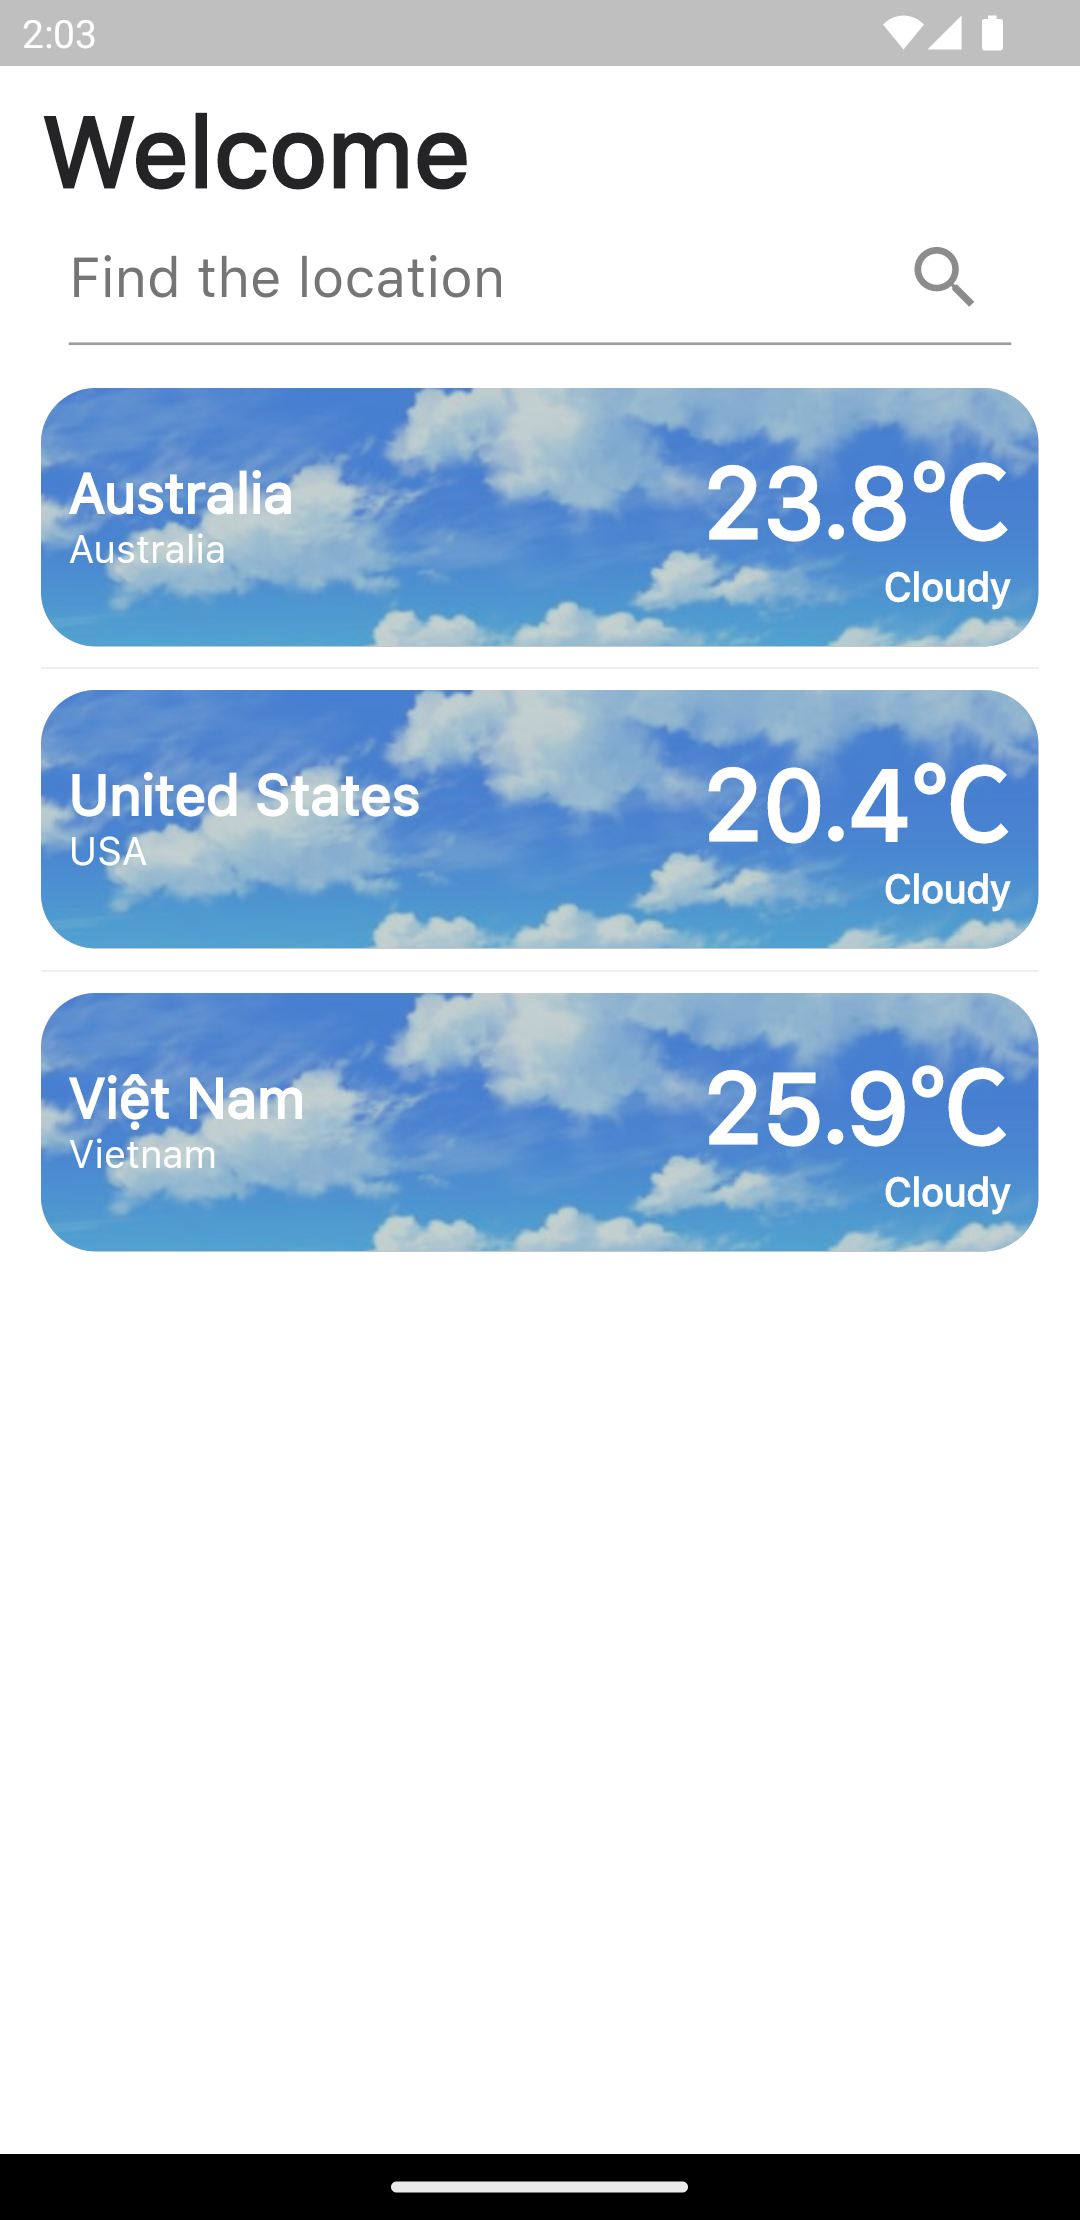 2:03
Welcome
Find the location
Australia
Australia
23.8°C
Cloudy
United States
USA
20.4°C
Cloudy
Việt Nam
Vietnam
25.9°C
Cloudy